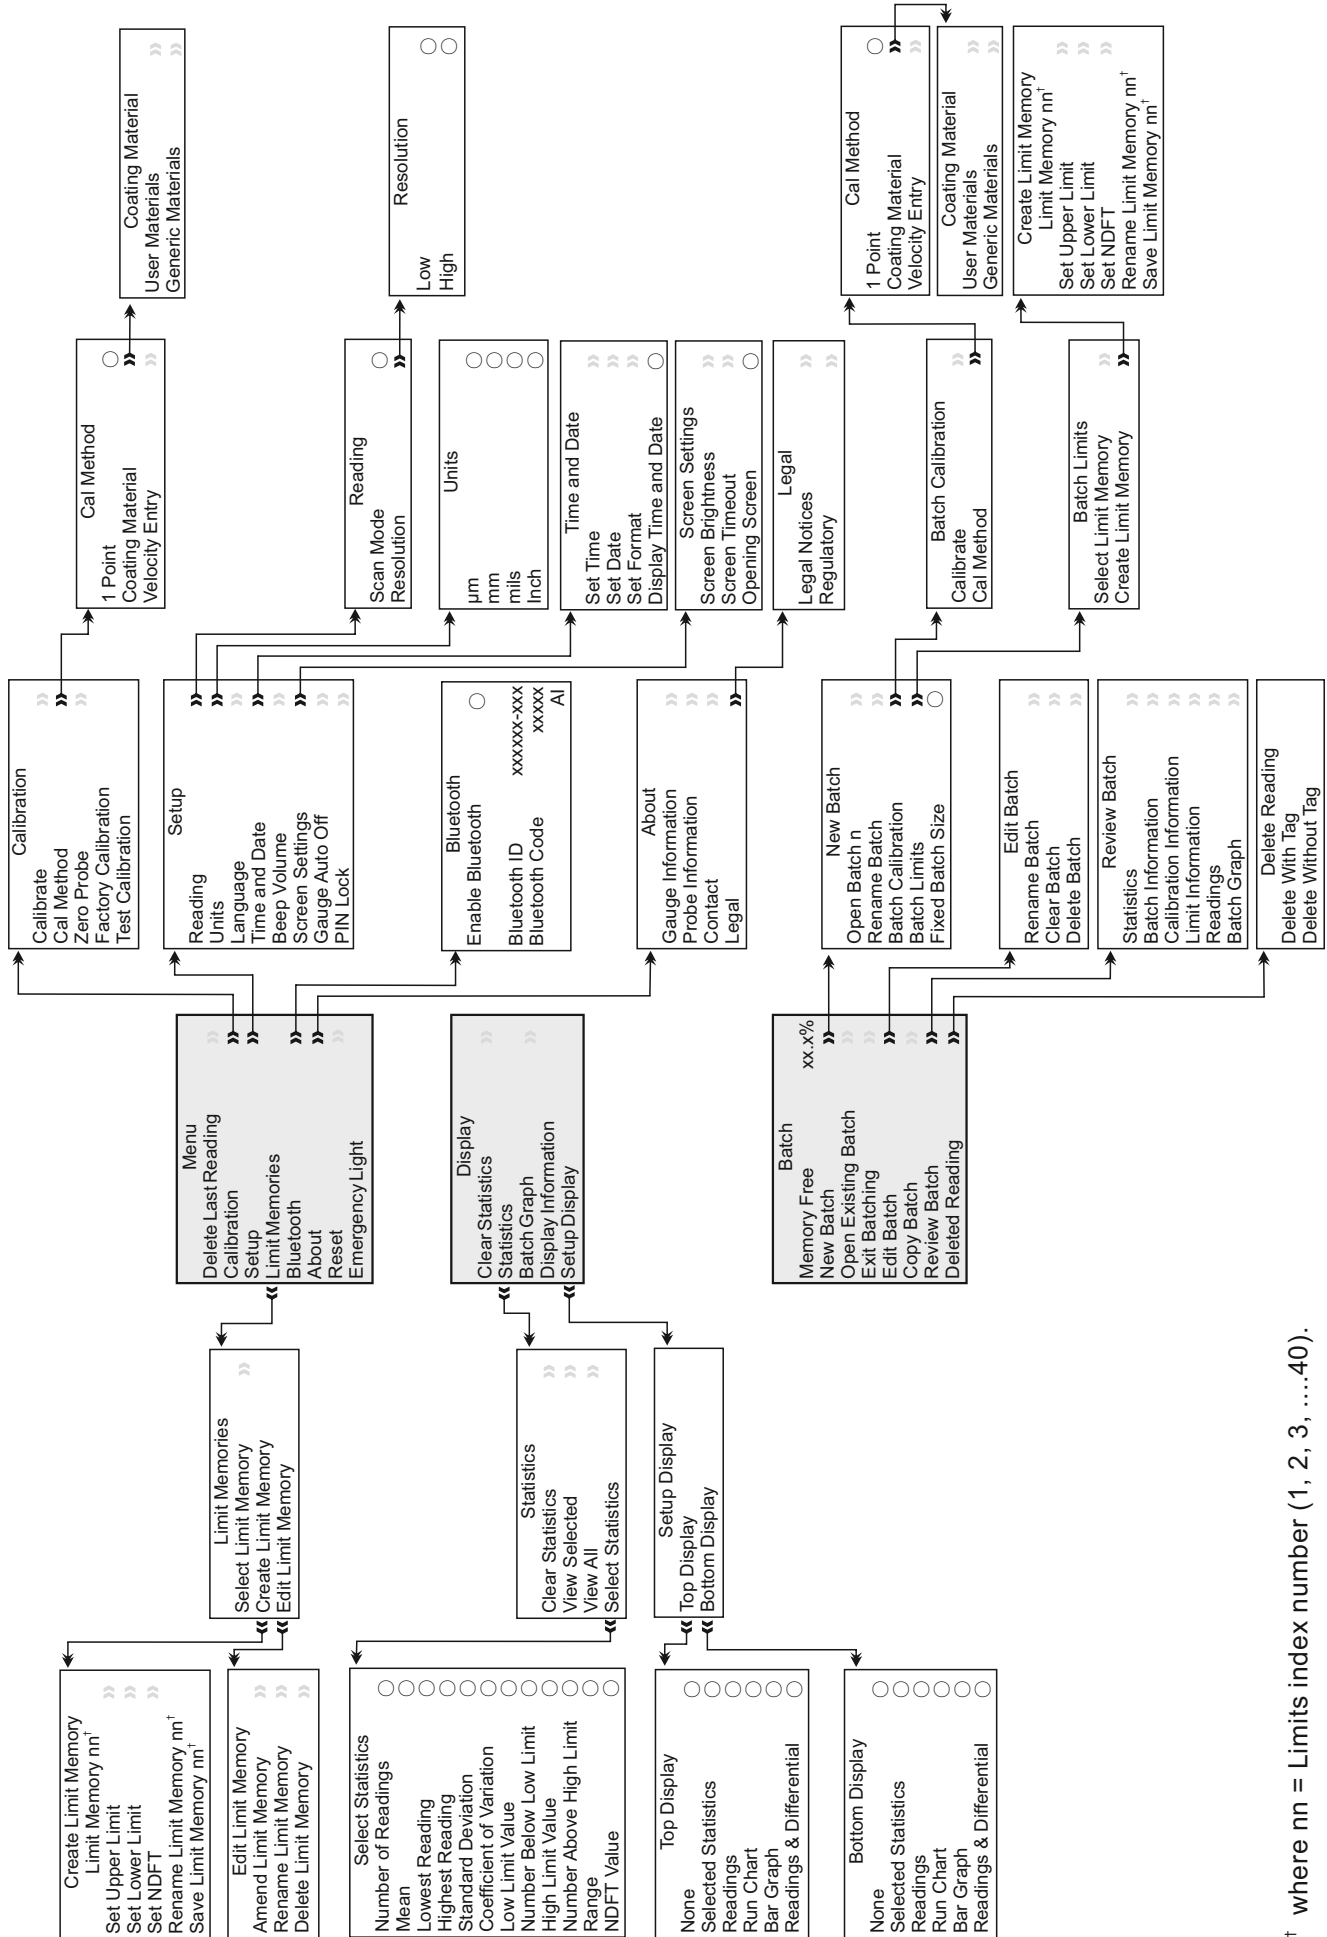 Create Limit Memory
Limit Memory nn†
Set Upper Limit
Set Lower Limit
Set NDFT
Rename Limit Memory nn†
Save Limit Memory nn†
Edit Limit Memory
Amend Limit Memory
Rename Limit Memory
Delete Limit Memory
Select Statistics
Number of Readings
Mean
Lowest Reading
Highest Reading
Standard Deviation
Coefficient of Variation
Low Limit Value
Number Below Low Limit
High Limit Value
Number Above High Limit
Range
NDFT Value
Top Display
None
Selected Statistics
Readings
Run Chart
Bar Graph
Readings & Differential
Bottom Display
None
Selected Statistics
Readings
Run Chart
Bar Graph
Readings & Differential
Limit Memories
Select Limit Memory
Create Limit Memory
Edit Limit Memory
Statistics
Clear Statistics
View Selected
View All
Select Statistics
Setup Display
Top Display
Bottom Display
Menu
Delete Last Reading
Calibration
Setup
Limit Memories
Bluetooth
About
Reset
Emergency Light
Display
Clear Statistics
Statistics
Batch Graph
Display Information
Setup Display
Batch
Memory Free xx.x%
New Batch
Open Existing Batch
Exit Batching
Edit Batch
Copy Batch
Review Batch
Deleted Reading
Calibration
Calibrate
Cal Method
Zero Probe
Factory Calibration
Test Calibration
Setup
Reading
Units
Language
Time and Date
Beep Volume
Screen Settings
Gauge Auto Off
PIN Lock
Bluetooth
Enable Bluetooth
Bluetooth ID xxxxxx-xxx
Bluetooth Code xxxxx
AI
About
Gauge Information
Probe Information
Contact
Legal
New Batch
Open Batch n
Rename Batch
Batch Calibration
Batch Limits
Fixed Batch Size
Edit Batch
Rename Batch
Clear Batch
Delete Batch
Review Batch
Statistics
Batch Information
Calibration Information
Limit Information
Readings
Batch Graph
Delete Reading
Delete With Tag
Delete Without Tag
Cal Method
1 Point
Coating Material
Velocity Entry
Reading
Scan Mode
Resolution
Units
µm
mm
mils
Inch
Time and Date
Set Time
Set Date
Set Format
Display Time and Date
Screen Settings
Screen Brightness
Screen Timeout
Opening Screen
Legal
Legal Notices
Regulatory
Batch Calibration
Calibrate
Cal Method
Batch Limits
Select Limit Memory
Create Limit Memory
Coating Material
User Materials
Generic Materials
Resolution
Low
High
Cal Method
1 Point
Coating Material
Velocity Entry
Coating Material
User Materials
Generic Materials
Create Limit Memory
Limit Memory nn†
Set Upper Limit
Set Lower Limit
Set NDFT
Rename Limit Memory nn†
Save Limit Memory nn†
† where nn = Limits index number (1, 2, 3, ....40).